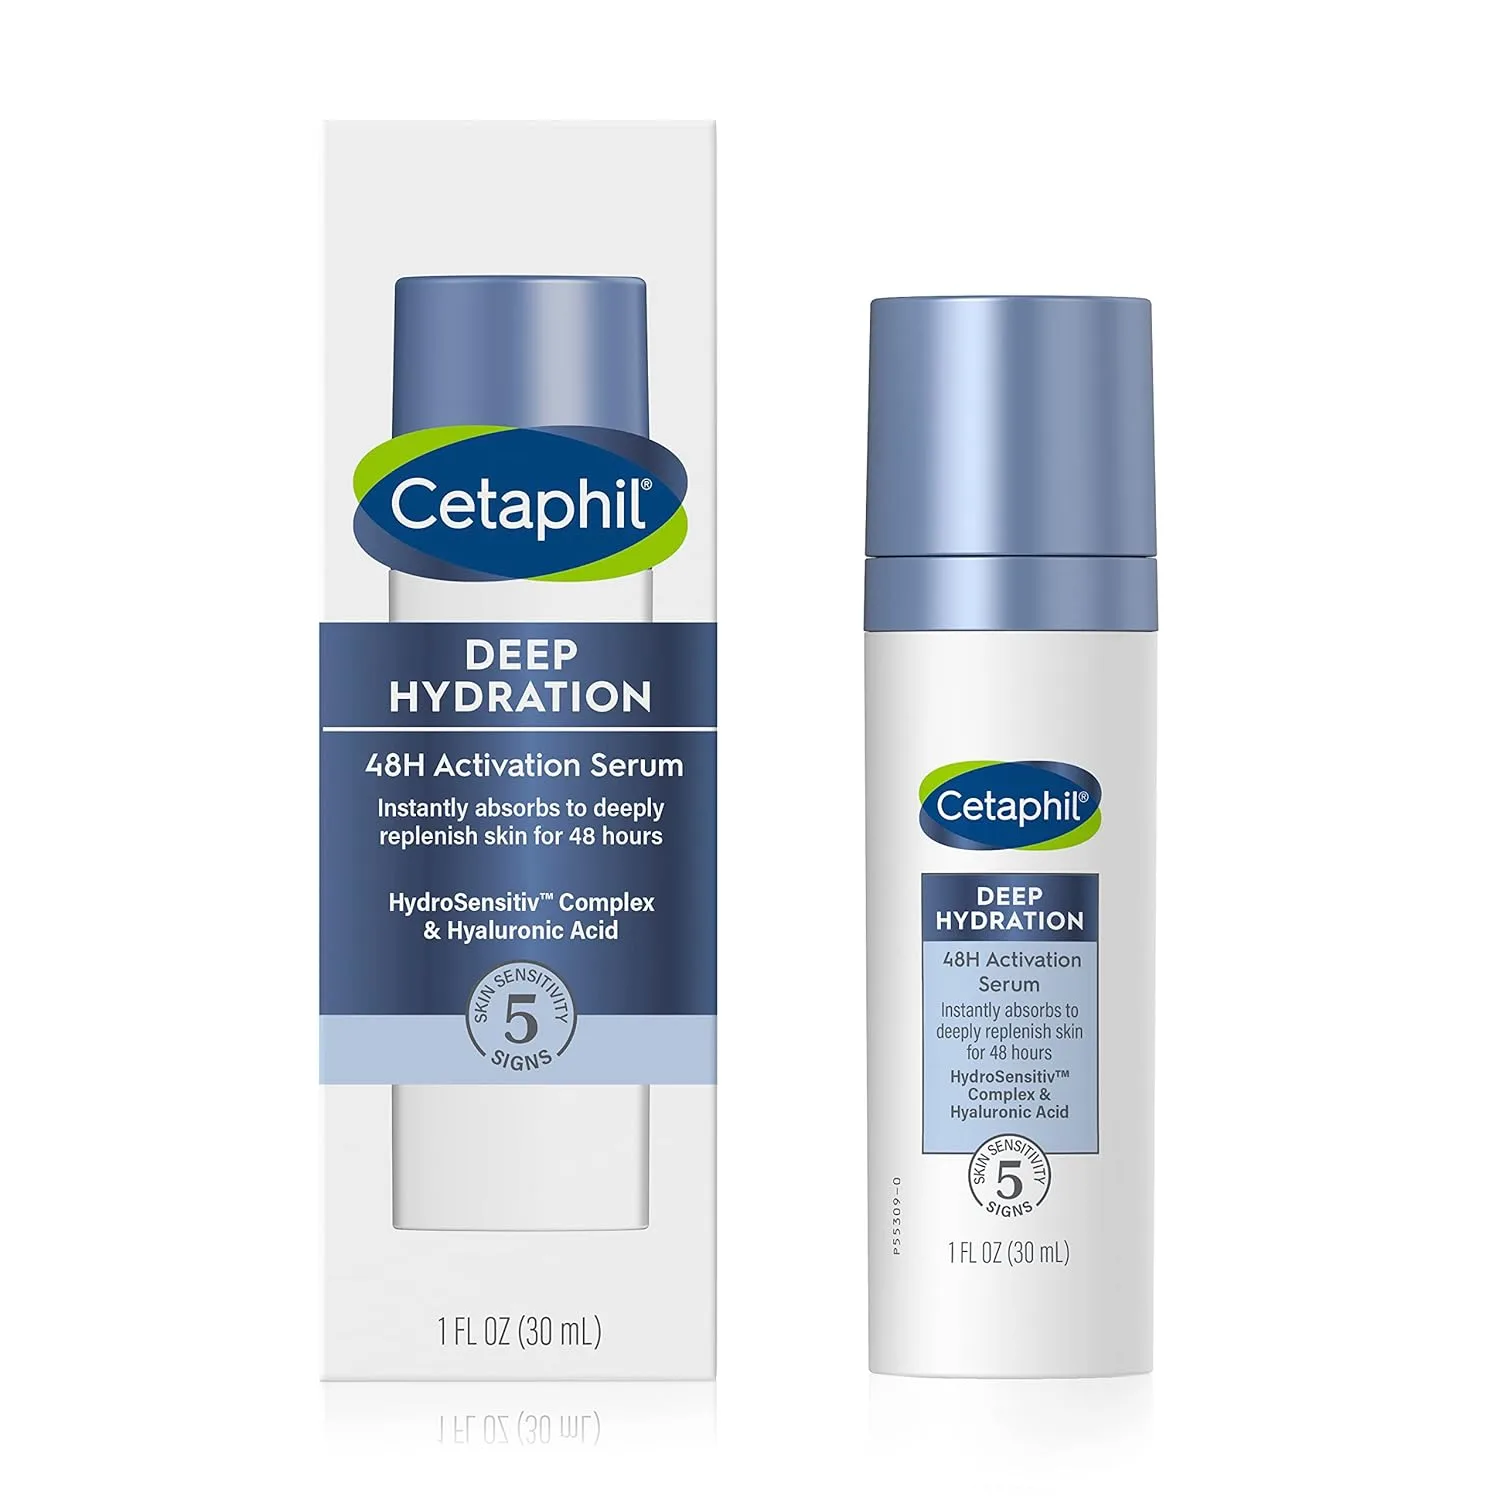 Cetaphil®
DEEP
HYDRATION
48H Activation Serum
Instantly absorbs to deeply
replenish skin for 48 hours
HydroSensitiv™ Complex
& Hyaluronic Acid
SKIN SENSITIVITY
5
SIGNS
1 FL OZ (30 mL)
Cetaphil®
DEEP
HYDRATION
48H Activation
Serum
Instantly absorbs to
deeply replenish skin
for 48 hours
HydroSensitiv™
Complex &
Hyaluronic Acid
SKIN SENSITIVITY
5
SIGNS
P55309-0
1 FL OZ (30 mL)